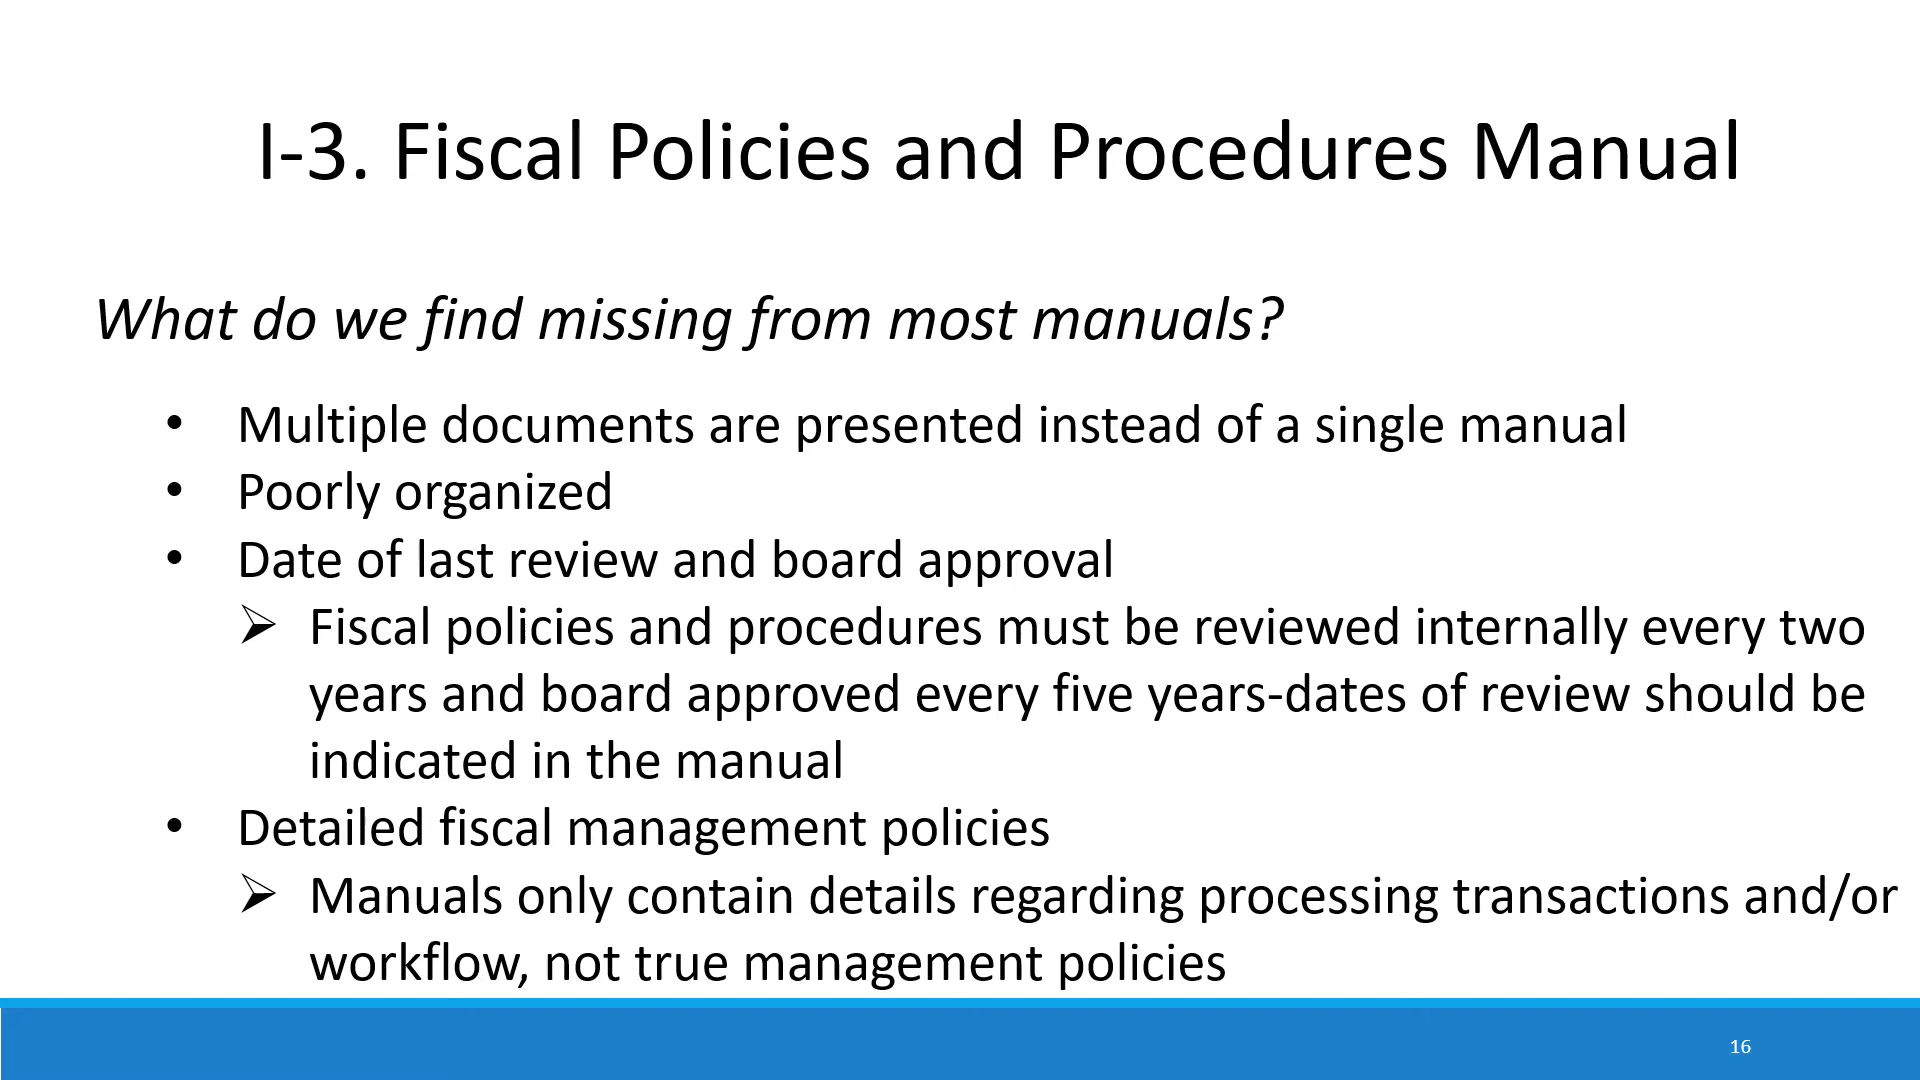 I-3. Fiscal Policies and Procedures Manual
What do we find missing from most manuals?
• Multiple documents are presented instead of a single manual
• Poorly organized
• Date of last review and board approval
➢ Fiscal policies and procedures must be reviewed internally every two
years and board approved every five years-dates of review should be
indicated in the manual
• Detailed fiscal management policies
➢ Manuals only contain details regarding processing transactions and/or
workflow, not true management policies
16